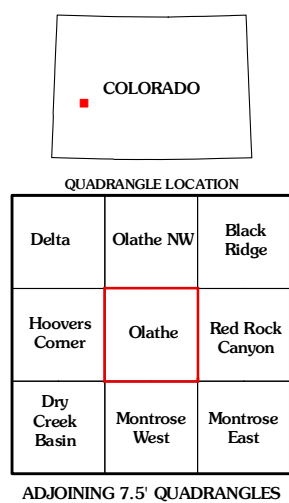 COLORADO
QUADRANGLE LOCATION
Delta
Olathe NW
Black
Ridge
Hoovers
Corner
Olathe
Red Rock
Canyon
Dry
Creek
Basin
Montrose
West
Montrose
East
ADJOINING 7.5' QUADRANGLES